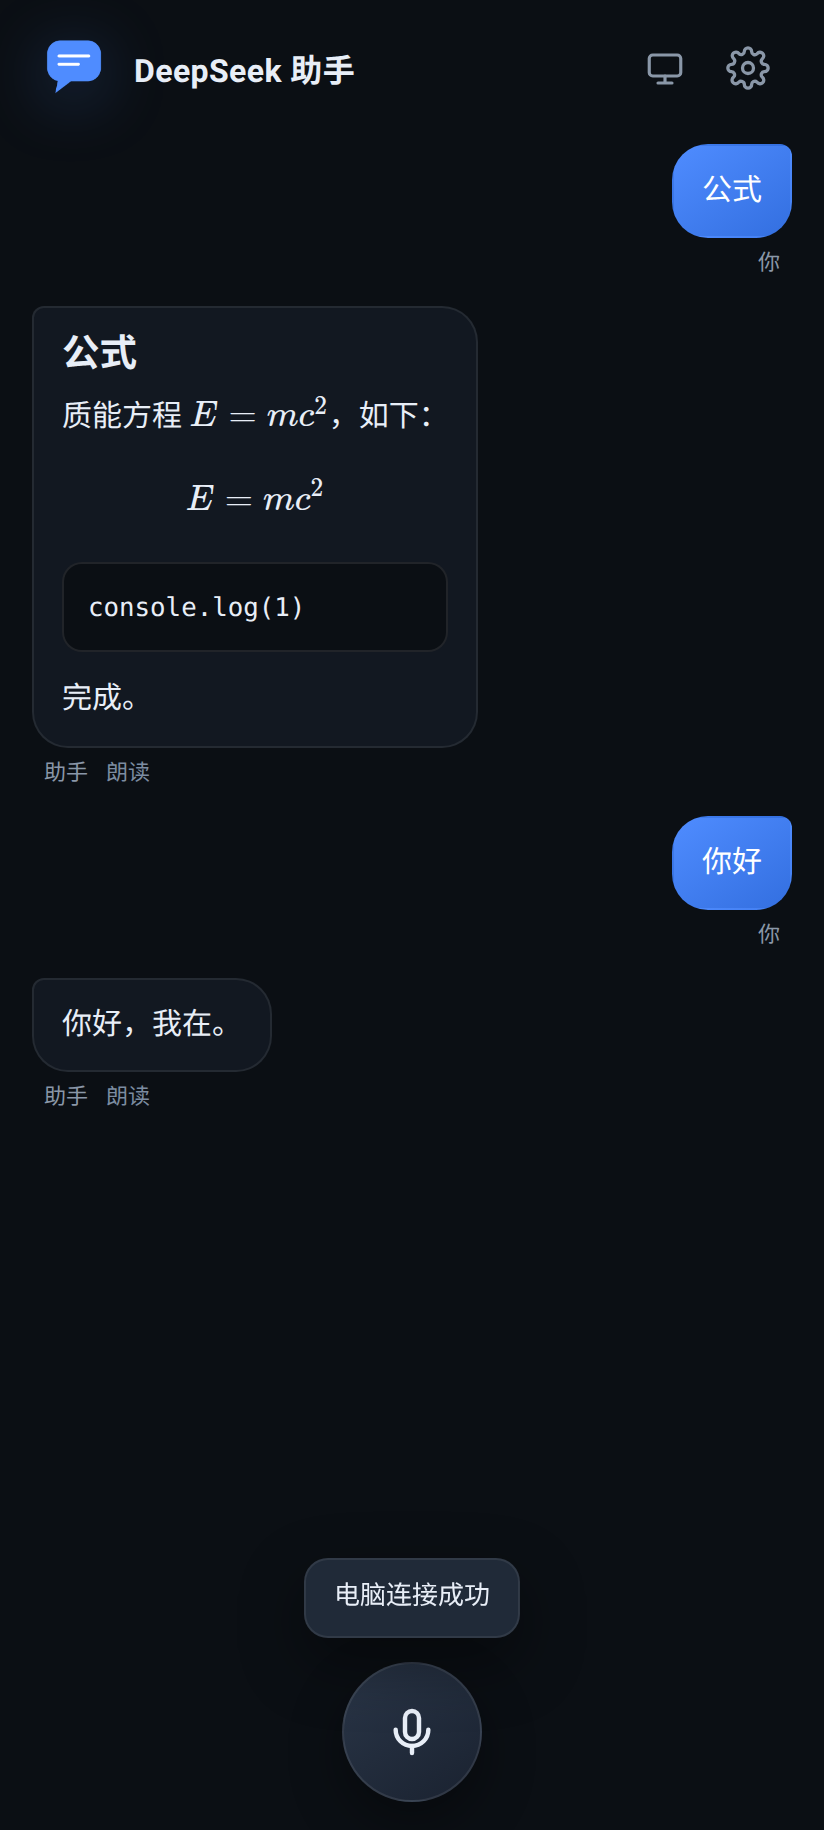 DeepSeek 助手
公式
你
公式
质能方程 E = mc²，如下：
E = mc²
console.log(1)
完成。
助手 朗读
你好
你
你好，我在。
助手 朗读
电脑连接成功